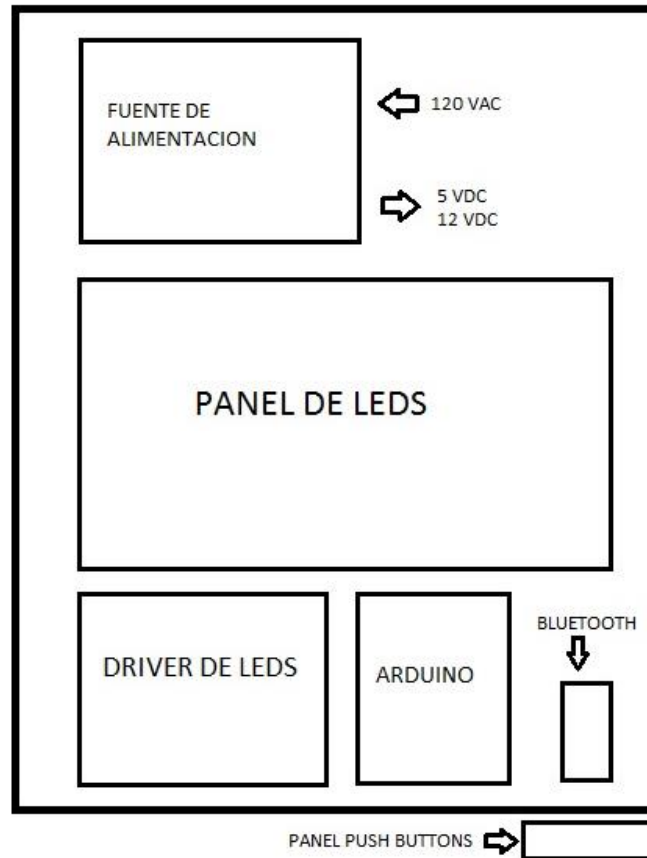 FUENTE DE
ALIMENTACION
120 VAC
5 VDC
12 VDC
PANEL DE LEDS
DRIVER DE LEDS
ARDUINO
BLUETOOTH
PANEL PUSH BUTTONS